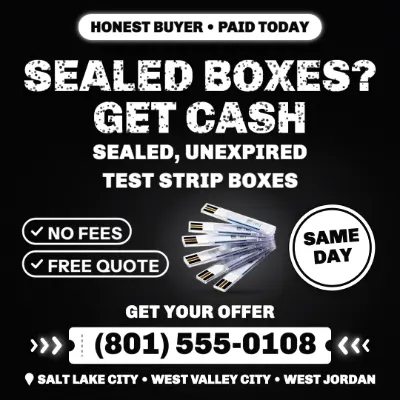 HONEST BUYER • PAID TODAY
SEALED BOXES?
GET CASH
SEALED, UNEXPIRED
TEST STRIP BOXES
NO FEES
FREE QUOTE
SAME
DAY
GET YOUR OFFER
(801) 555-0108
SALT LAKE CITY • WEST VALLEY CITY • WEST JORDAN